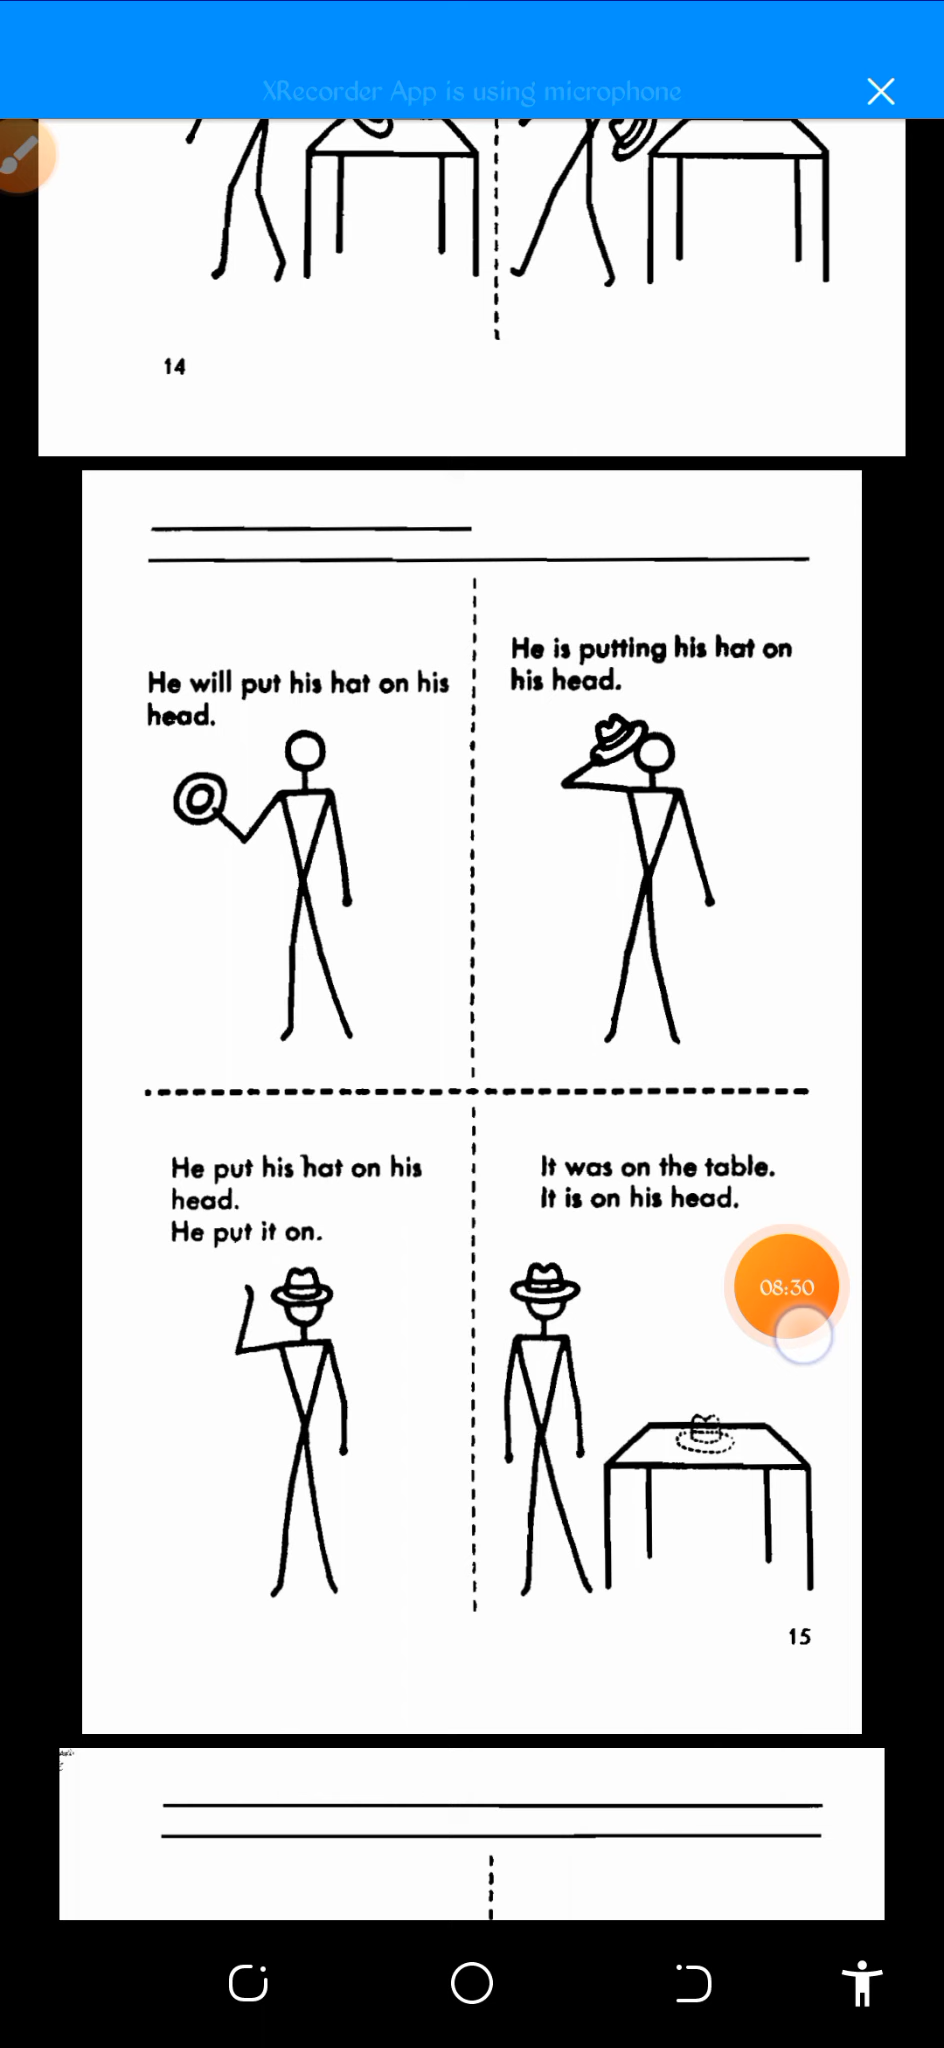 XRecorder App is using microphone
14
He will put his hat on his
head.
He is putting his hat on
his head.
He put his hat on his
head.
He put it on.
It was on the table.
It is on his head.
08:30
15